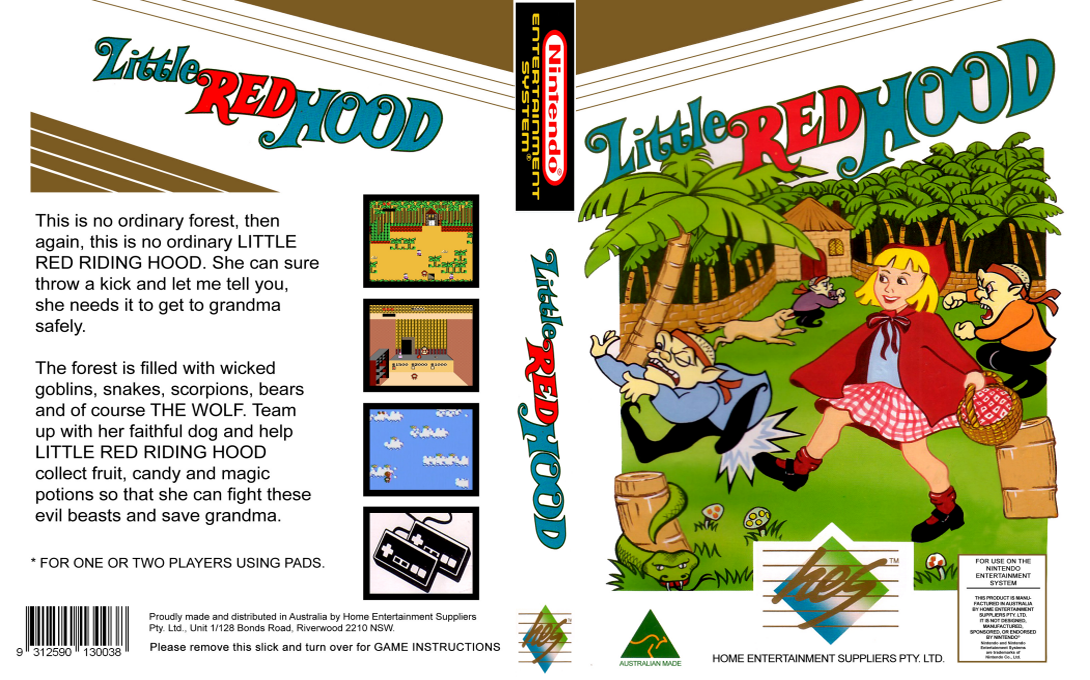 Little RED HOOD
This is no ordinary forest, then
again, this is no ordinary LITTLE
RED RIDING HOOD. She can sure
throw a kick and let me tell you,
she needs it to get to grandma
safely.
The forest is filled with wicked
goblins, snakes, scorpions, bears
and of course THE WOLF. Team
up with her faithful dog and help
LITTLE RED RIDING HOOD
collect fruit, candy and magic
potions so that she can fight these
evil beasts and save grandma.
* FOR ONE OR TWO PLAYERS USING PADS.
9 312590 130038
Proudly made and distributed in Australia by Home Entertainment Suppliers
Pty. Ltd., Unit 1/128 Bonds Road, Riverwood 2210 NSW.
Please remove this slick and turn over for GAME INSTRUCTIONS
Nintendo®
ENTERTAINMENT
SYSTEM®
Little RED HOOD
hes
Little RED HOOD
hes™
AUSTRALIAN MADE
HOME ENTERTAINMENT SUPPLIERS PTY. LTD.
FOR USE ON THE
NINTENDO
ENTERTAINMENT
SYSTEM
THIS PRODUCT IS MANU-
FACTURED IN AUSTRALIA
BY HOME ENTERTAINMENT
SUPPLIERS PTY. LTD.
IT IS NOT DESIGNED,
MANUFACTURED,
SPONSORED, OR ENDORSED
BY NINTENDO®
Nintendo and Nintendo
Entertainment Systems
are trademarks of
Nintendo Co., Ltd.